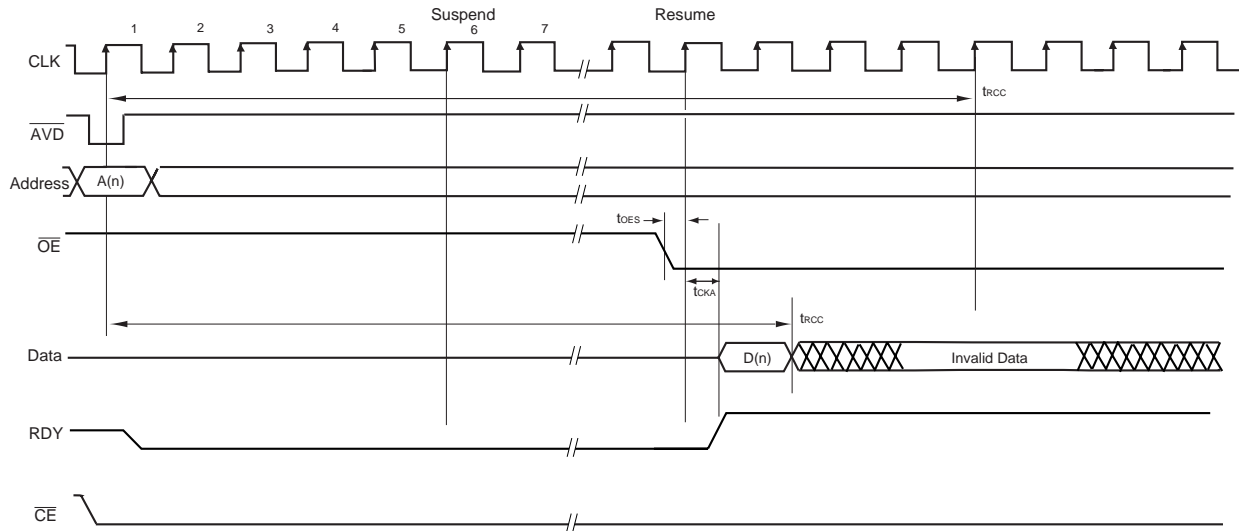 Suspend Resume
1 2 3 4 5 6 7
CLK
tRCC
AVD
Address A(n)
tOES
OE
tCKA
tRCC
Data D(n) Invalid Data
RDY
CE